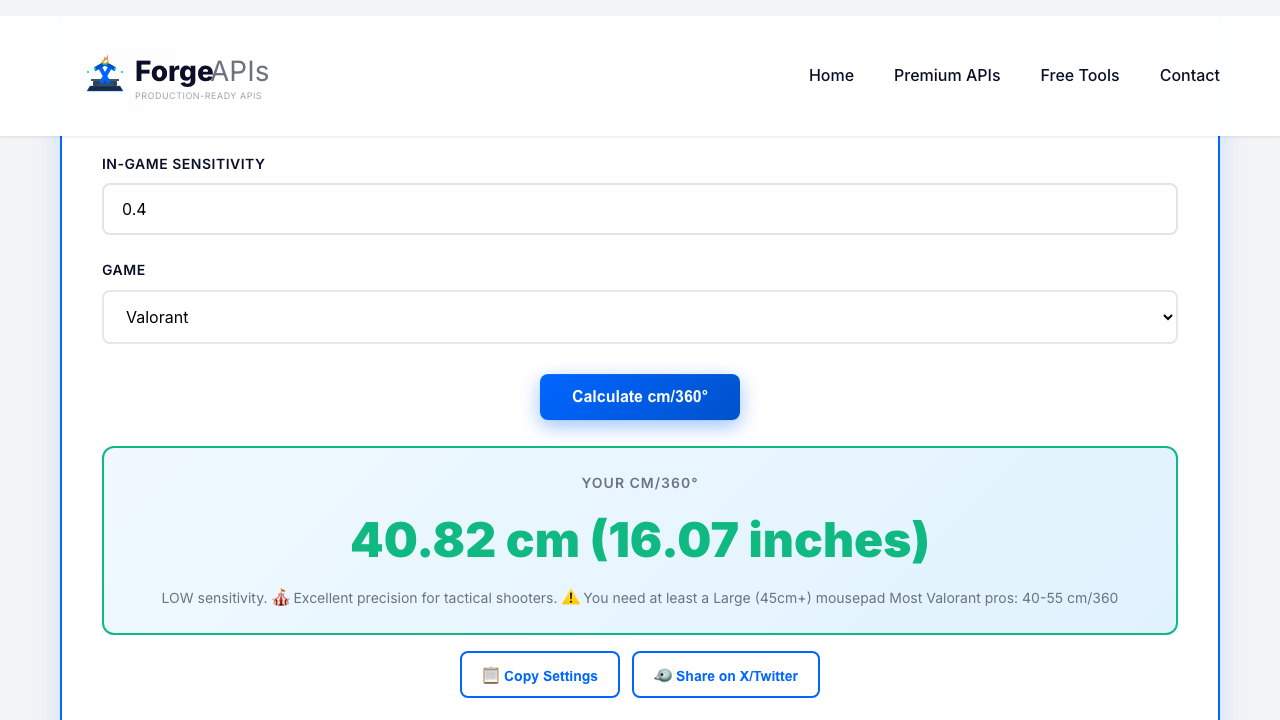 ForgeAPIs
PRODUCTION-READY APIS
Home
Premium APIs
Free Tools
Contact
IN-GAME SENSITIVITY
0.4
GAME
Valorant
Calculate cm/360°
YOUR CM/360°
40.82 cm (16.07 inches)
LOW sensitivity. 🎪 Excellent precision for tactical shooters. ⚠️ You need at least a Large (45cm+) mousepad Most Valorant pros: 40-55 cm/360
📋 Copy Settings
🐦 Share on X/Twitter